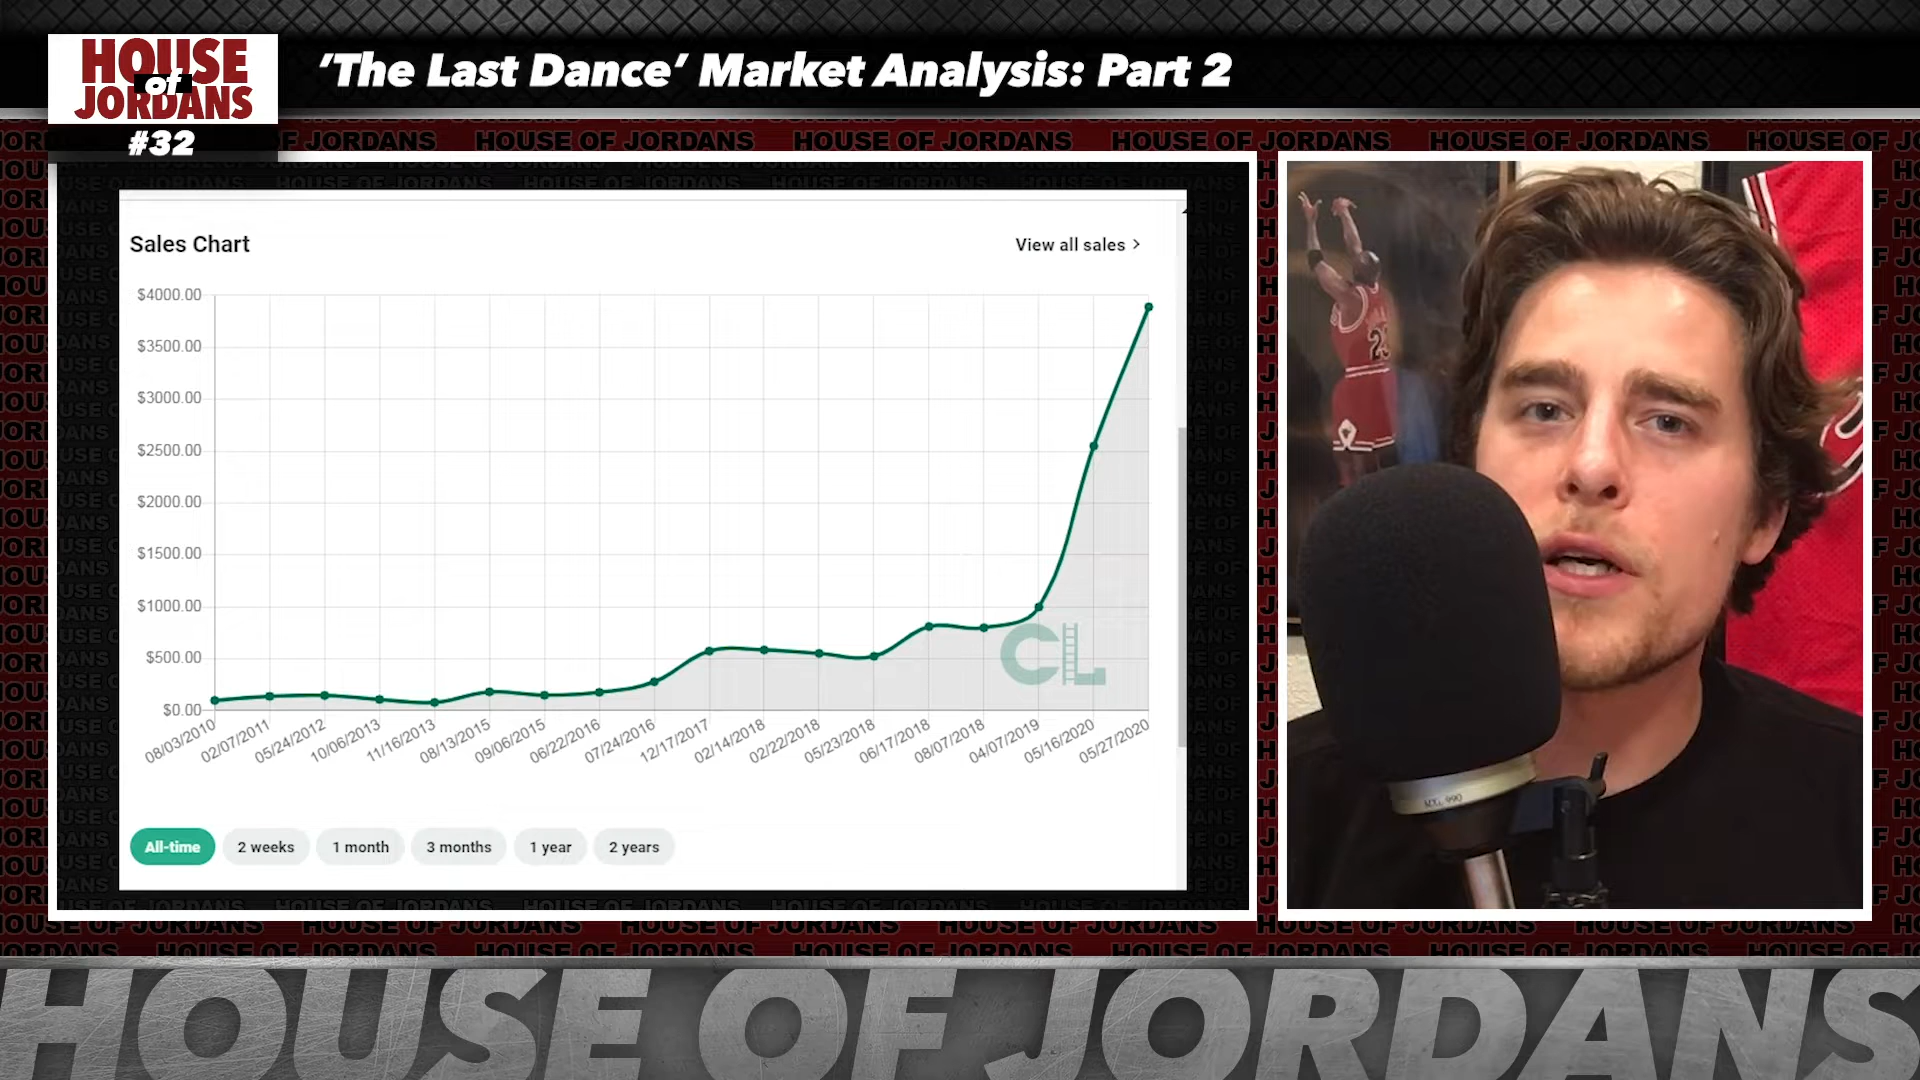 HOUSE
of
JORDANS
#32
‘The Last Dance’ Market Analysis: Part 2
Sales Chart
View all sales >
$4000.00
$3500.00
$3000.00
$2500.00
$2000.00
$1500.00
$1000.00
$500.00
$0.00
CL
08/03/2010
02/07/2011
05/24/2012
10/06/2013
11/16/2013
08/13/2015
09/06/2015
06/22/2016
07/24/2016
12/17/2017
02/14/2018
02/22/2018
05/23/2018
06/17/2018
08/07/2018
04/07/2019
05/16/2020
05/27/2020
All-time
2 weeks
1 month
3 months
1 year
2 years
23
MXL 990
HOUSE OF JORDANS